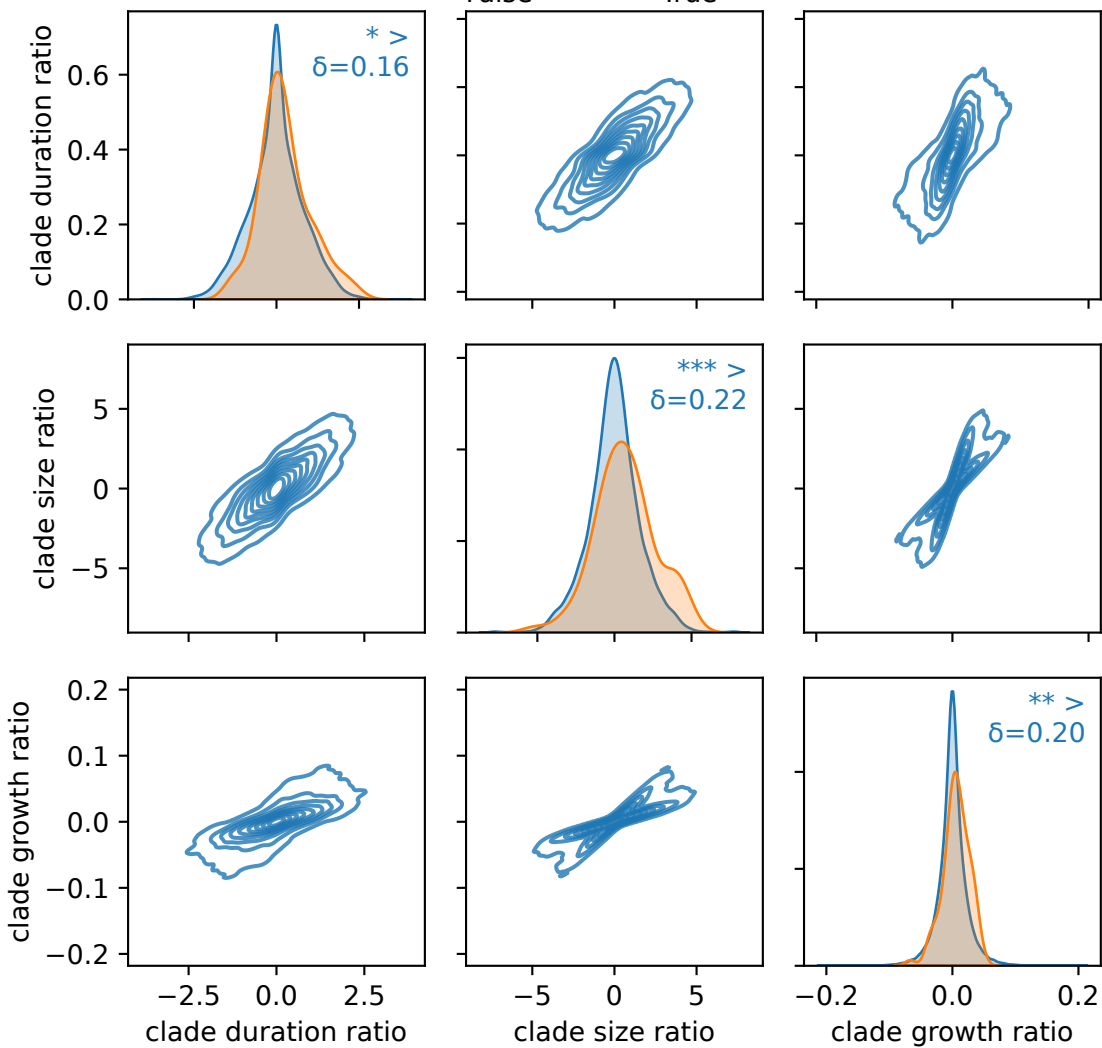 False True
clade duration ratio
0.6
0.4
0.2
0.0
* >
δ=0.16
clade size ratio
5
0
−5
*** >
δ=0.22
clade growth ratio
0.2
0.1
0.0
−0.1
−0.2
** >
δ=0.20
−2.5 0.0 2.5
−5 0 5
−0.2 0.0 0.2
clade duration ratio
clade size ratio
clade growth ratio